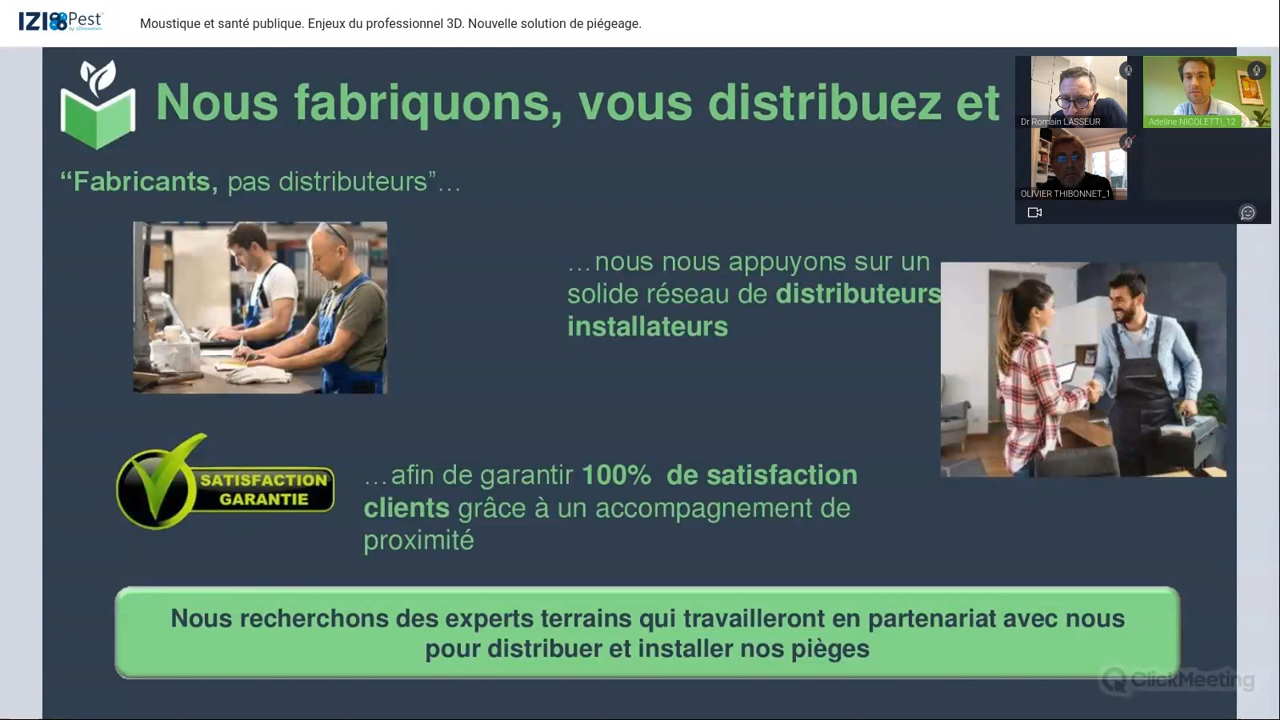 IZI Pest
Moustique et santé publique. Enjeux du professionnel 3D. Nouvelle solution de piégeage.
Nous fabriquons, vous distribuez et
Dr Romain LASSEUR
Adeline NICOLETTI_12
OLIVIER THIBONNET_1
“Fabricants, pas distributeurs”…
…nous nous appuyons sur un
solide réseau de distributeurs
installateurs
SATISFACTION
GARANTIE
…afin de garantir 100% de satisfaction
clients grâce à un accompagnement de
proximité
Nous recherchons des experts terrains qui travailleront en partenariat avec nous
pour distribuer et installer nos pièges
ClickMeeting